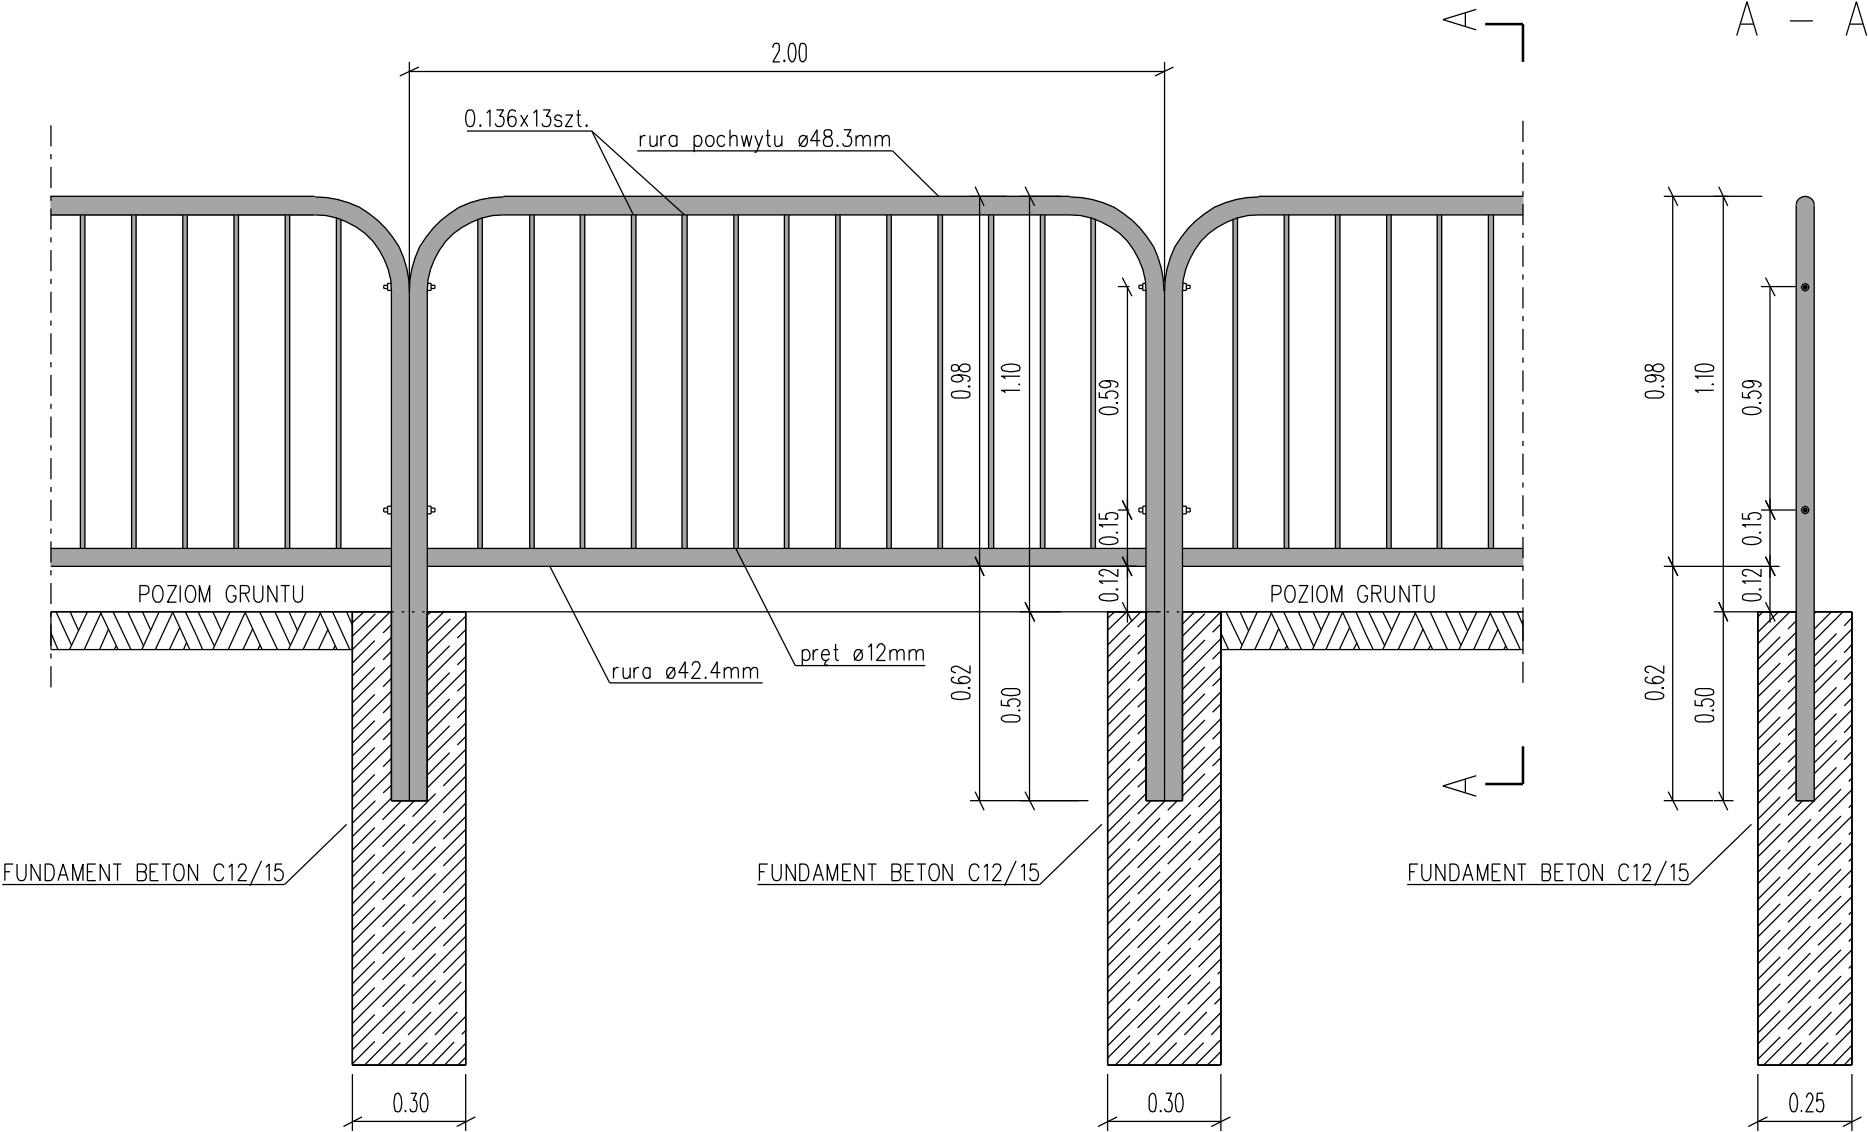 A
A – A
2.00
0.136x13szt.
rura pochwytu ø48.3mm
0.98
1.10
0.59
0.98
1.10
0.59
0.15
0.15
0.12
0.12
POZIOM GRUNTU
POZIOM GRUNTU
pręt ø12mm
rura ø42.4mm
0.62
0.50
0.62
0.50
A
FUNDAMENT BETON C12/15
FUNDAMENT BETON C12/15
FUNDAMENT BETON C12/15
0.30
0.30
0.25